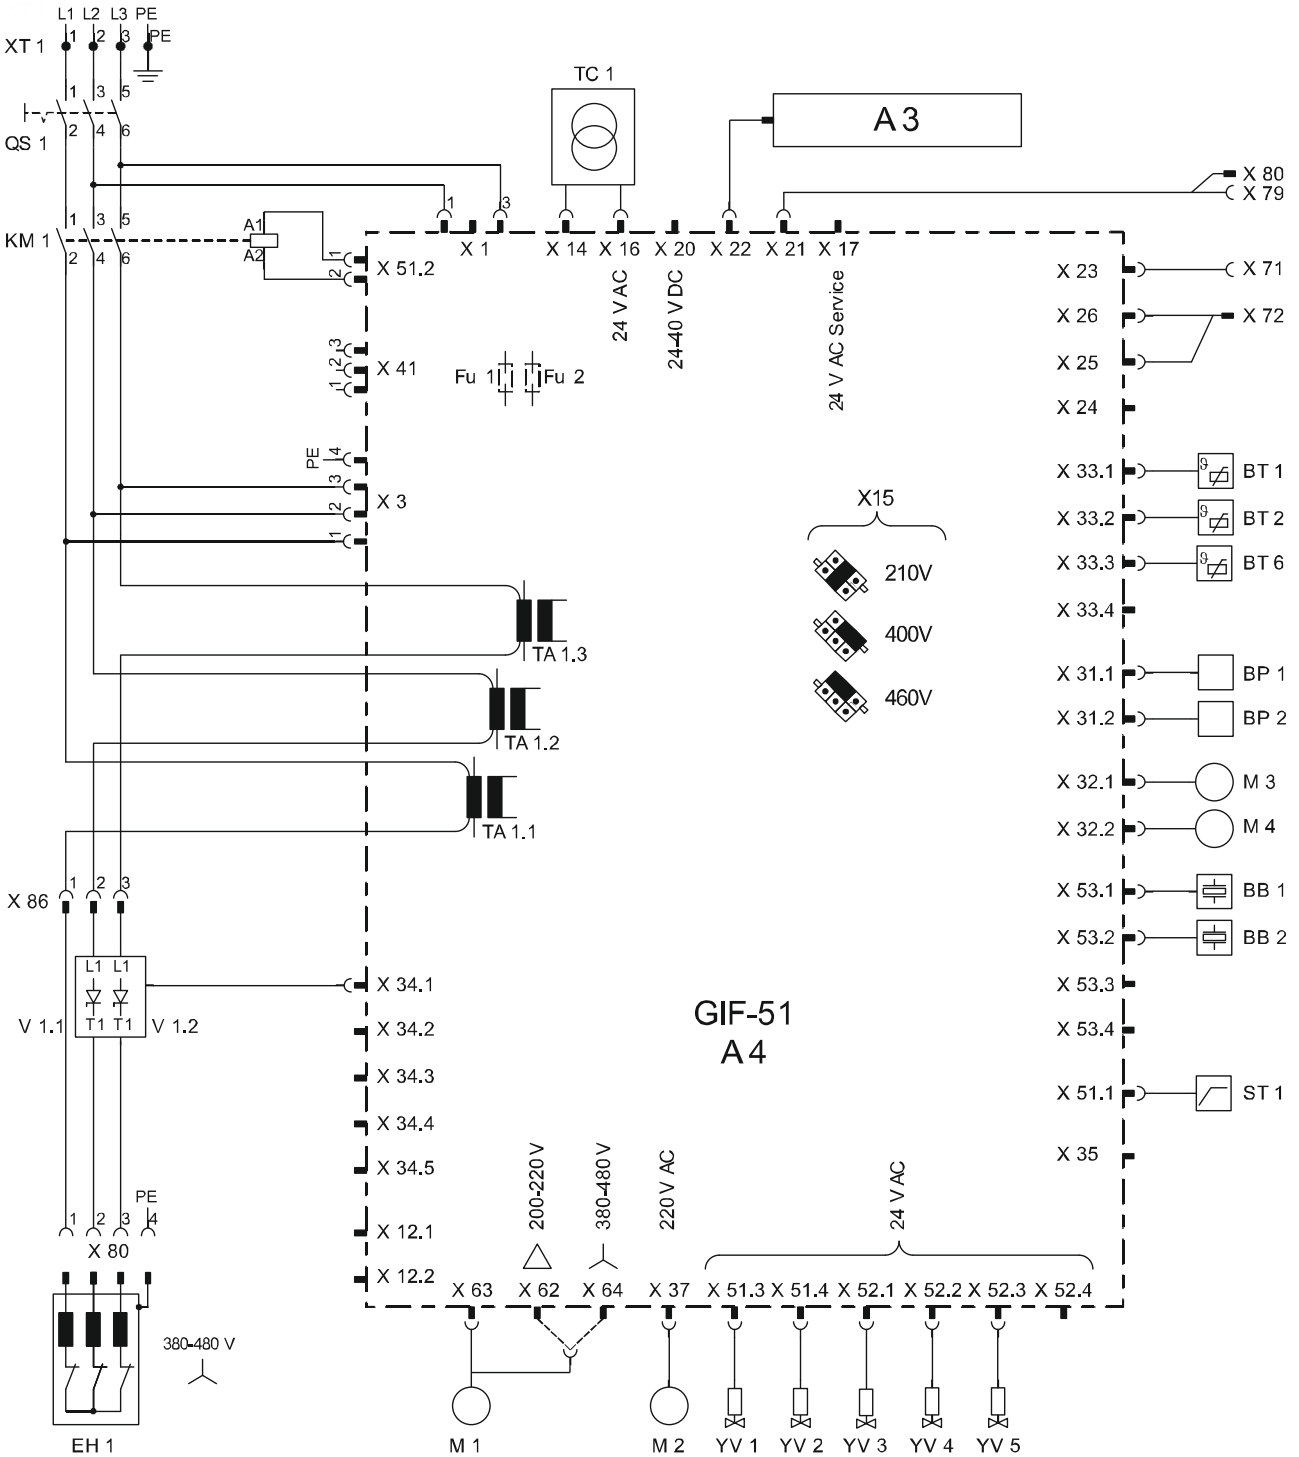 L1 L2 L3 PE
XT 1
1 2 3 PE
1 3 5
QS 1
2 4 6
TC 1
A 3
X 80
X 79
1 3 5
KM 1
2 4 6
A1
A2
1
3
1
2
X 51.2
X 1
X 14
X 16
X 20
X 22
X 21
X 17
24 V AC
24-40 V DC
24 V AC Service
X 23
X 71
X 26
X 72
X 25
X 24
3
2
1
X 41
Fu 1
Fu 2
PE
4
3
2
1
X 3
X15
210V
400V
460V
X 33.1
BT 1
X 33.2
BT 2
X 33.3
BT 6
X 33.4
ϑ
ϑ
ϑ
TA 1.3
TA 1.2
TA 1.1
X 31.1
BP 1
X 31.2
BP 2
X 32.1
M 3
X 32.2
M 4
X 86
1 2 3
X 53.1
BB 1
X 53.2
BB 2
X 53.3
X 53.4
L1 L1
T1 T1
V 1.1
V 1.2
X 34.1
X 34.2
X 34.3
X 34.4
X 34.5
GIF-51
A 4
X 51.1
ST 1
X 35
PE
1 2 3 4
X 80
X 12.1
X 12.2
200-220 V
380-480 V
220 V AC
24 V AC
X 63
X 62
X 64
X 37
X 51.3
X 51.4
X 52.1
X 52.2
X 52.3
X 52.4
380-480 V
EH 1
M 1
M 2
YV 1
YV 2
YV 3
YV 4
YV 5